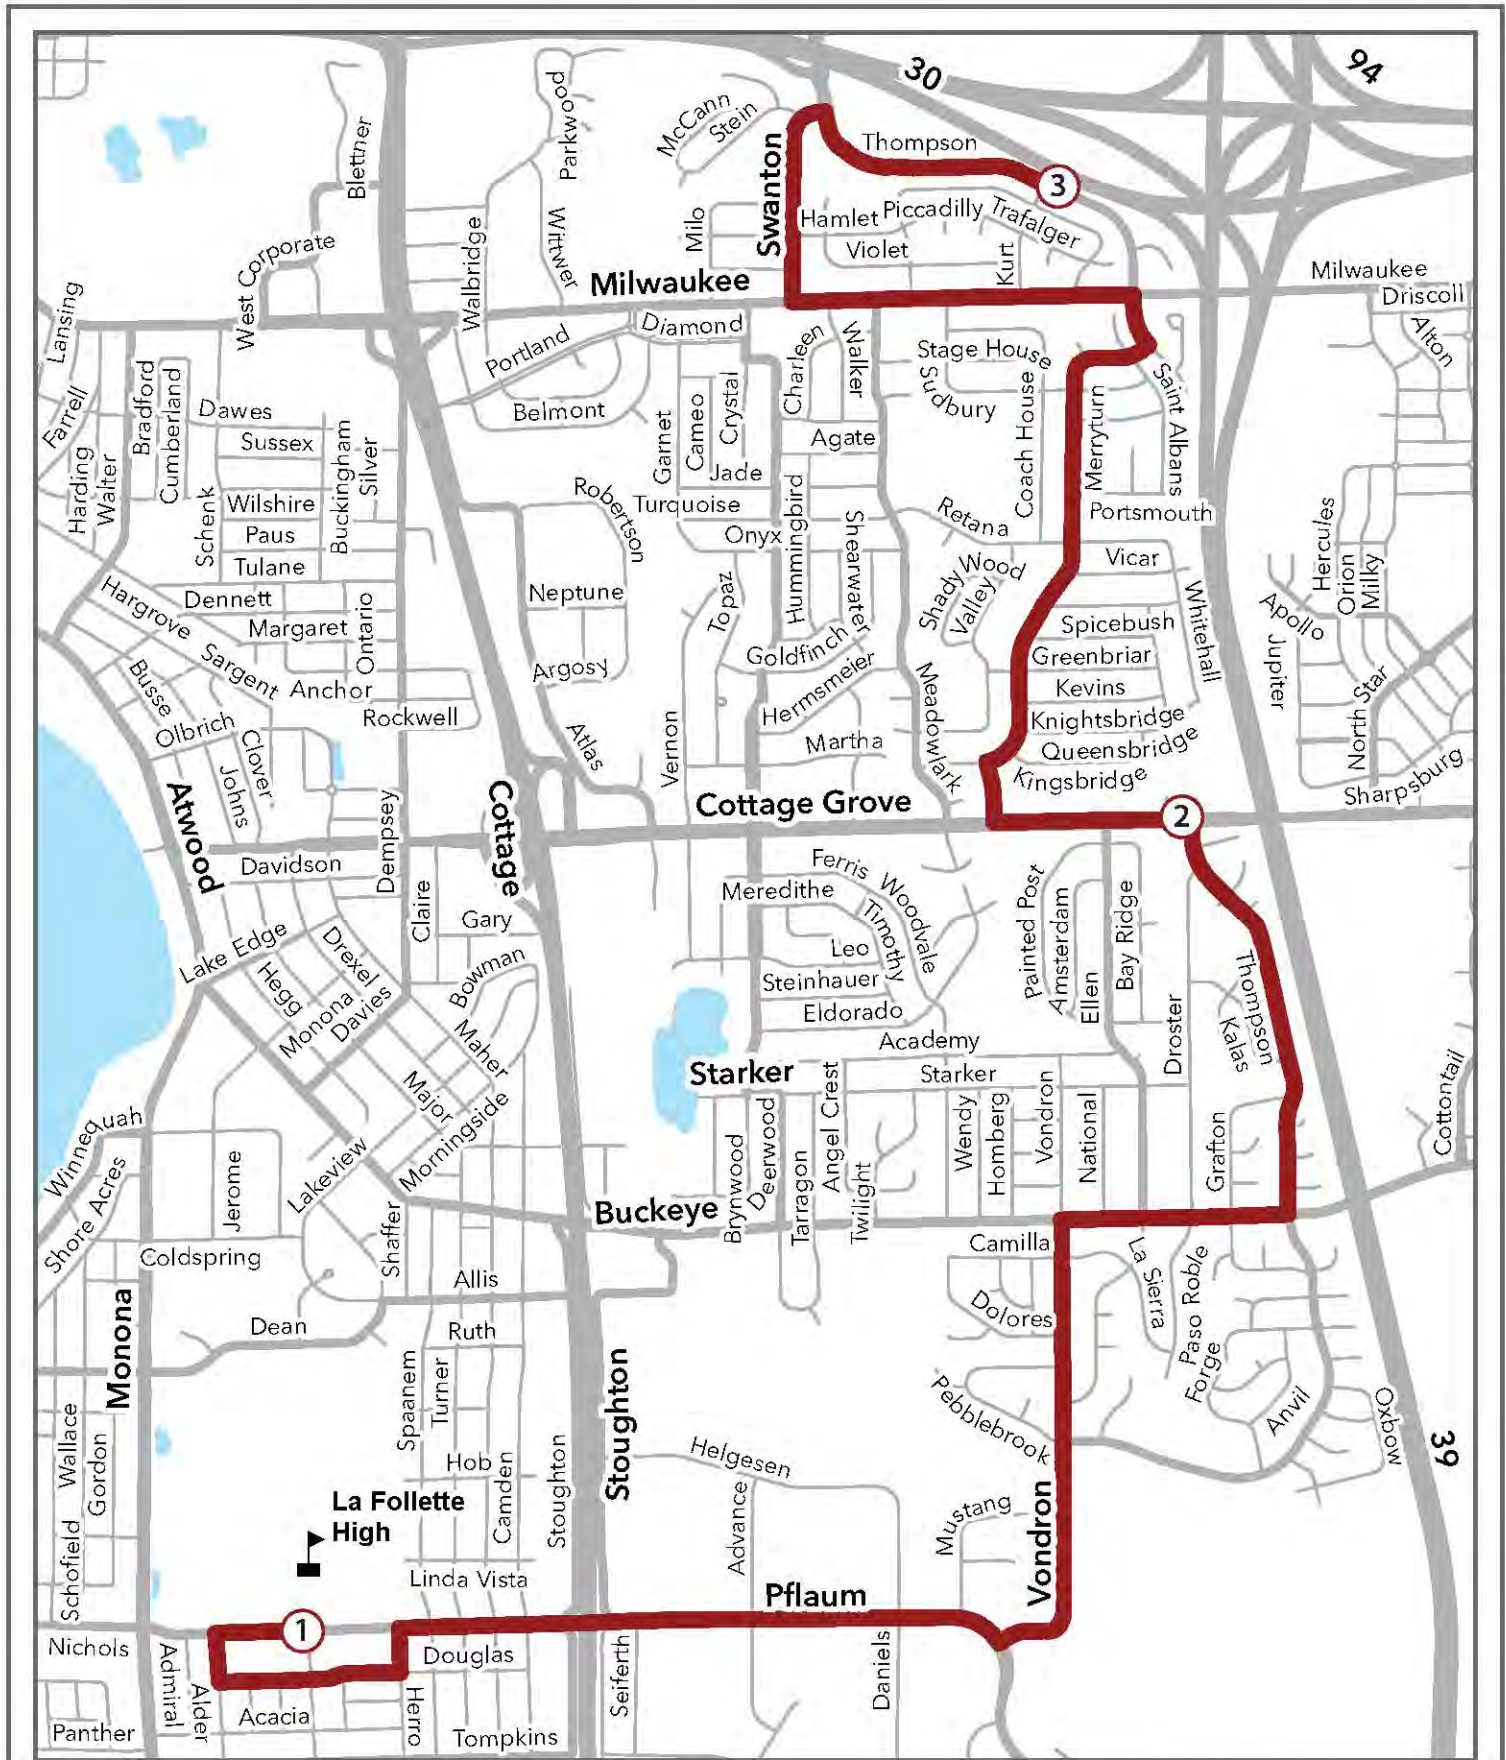 30
94
McCann
Stein
Parkwood
Blettner
Thompson
Swanton
3
Hamlet
Piccadilly
Trafalger
Milo
Violet
Kurt
Wittwer
Walbridge
West Corporate
Milwaukee
Milwaukee
Driscoll
Lansing
Diamond
Portland
Charleen
Walker
Stage House
Alton
Saint Albans
Sudbury
Coach House
Merryturn
Bradford
Cumberland
Dawes
Belmont
Garnet
Cameo
Crystal
Agate
Farrell
Harding
Walter
Sussex
Buckingham
Silver
Jade
Schenk
Wilshire
Paus
Tulane
Robertson
Turquoise
Onyx
Hummingbird
Shearwater
Retana
Portsmouth
Vicar
Hercules
Orion
Milky
Hargrove
Dennett
Margaret
Ontario
Neptune
Topaz
Shady Wood
Valley
Whitehall
Apollo
Jupiter
Spicebush
Greenbriar
Kevins
Knightsbridge
Queensbridge
Kingsbridge
Goldfinch
Hermsmeier
Meadowlark
Argosy
Sargent
Busse
Anchor
Rockwell
Olbrich
Clover
Johns
Atlas
Vernon
Martha
North Star
Sharpsburg
Atwood
Dempsey
Cottage
Cottage Grove
2
Davidson
Claire
Gary
Ferris
Meredithe
Woodvale
Timothy
Leo
Steinhauer
Eldorado
Painted Post
Amsterdam
Ellen
Bay Ridge
Lake Edge
Drexel
Hegg
Monona
Davies
Bowman
Maher
Major
Morningside
Academy
Droster
Thompson
Kalas
Starker
Starker
Winnequah
Shore Acres
Jerome
Lakeview
Brynwood
Deerwood
Tarragon
Angel Crest
Twilight
Wendy
Homberg
Vondron
National
Grafton
Cottontail
Buckeye
Coldspring
Shaffer
Allis
Camilla
Dolores
La Sierra
Paso Roble
Forge
Dean
Ruth
Monona
Spaanem
Turner
Stoughton
Pebblebrook
Anvil
Oxbow
39
Wallace
Gordon
Hob
Camden
Stoughton
Helgesen
Advance
Mustang
Vondron
La Follette
High
Schofield
Linda Vista
Pflaum
1
Nichols
Admiral
Alder
Douglas
Seiferth
Daniels
Acacia
Herro
Panther
Tompkins